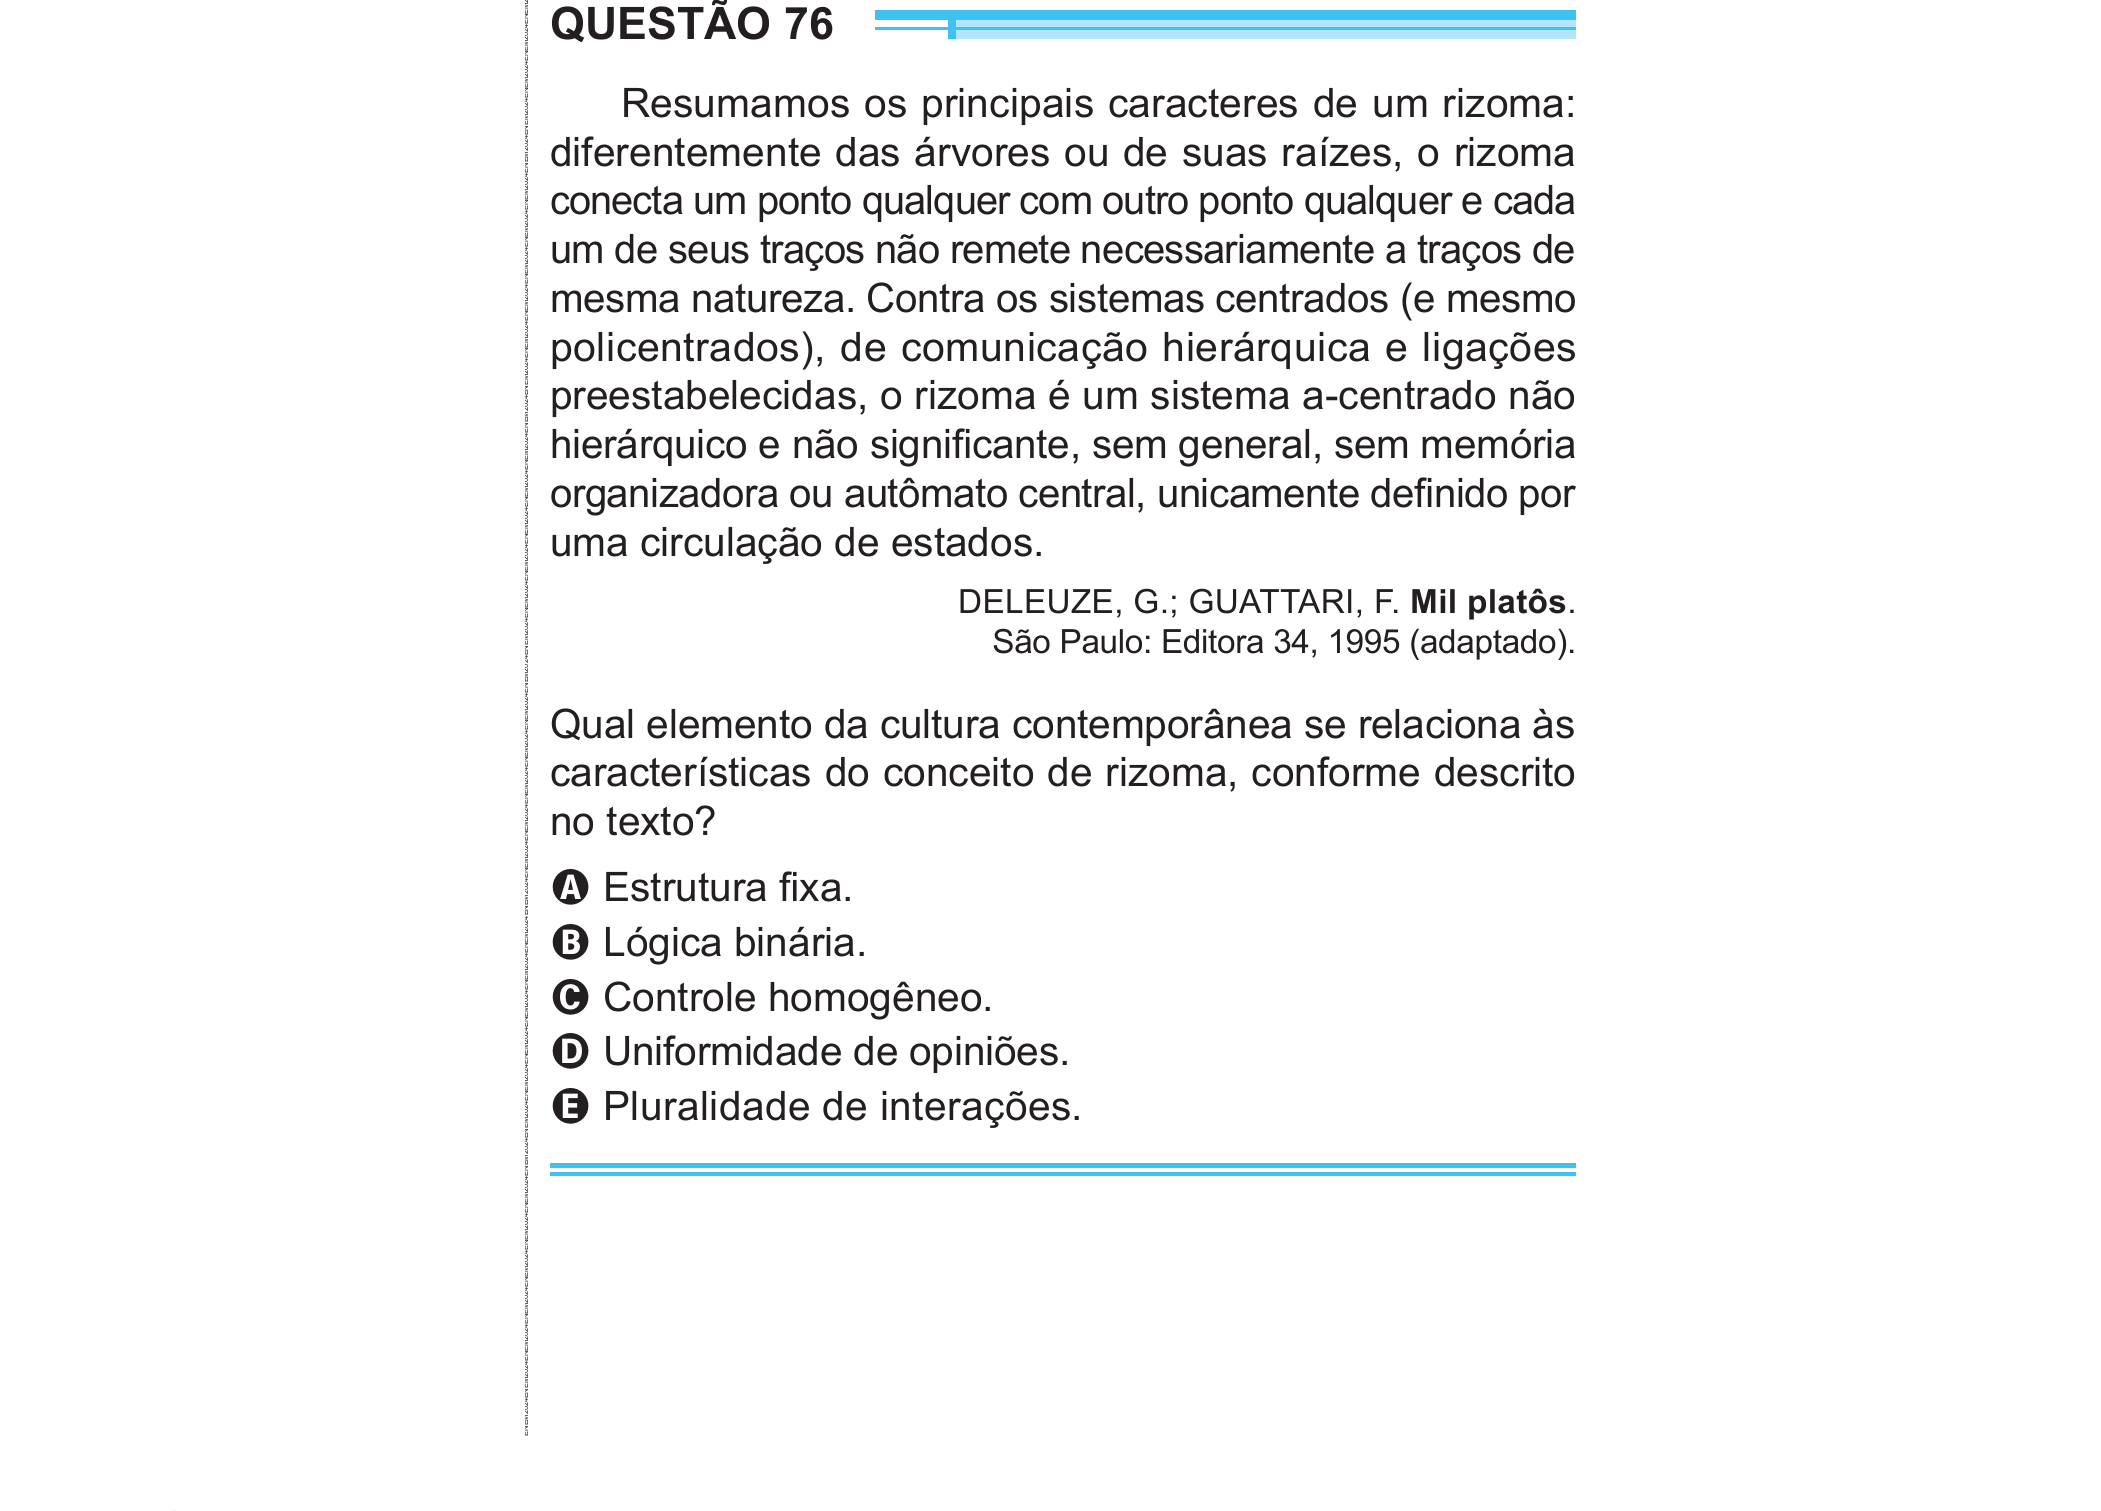 QUESTÃO 76
Resumamos os principais caracteres de um rizoma:
diferentemente das árvores ou de suas raízes, o rizoma
conecta um ponto qualquer com outro ponto qualquer e cada
um de seus traços não remete necessariamente a traços de
mesma natureza. Contra os sistemas centrados (e mesmo
policentrados), de comunicação hierárquica e ligações
preestabelecidas, o rizoma é um sistema a-centrado não
hierárquico e não significante, sem general, sem memória
organizadora ou autômato central, unicamente definido por
uma circulação de estados.
DELEUZE, G.; GUATTARI, F. Mil platôs.
São Paulo: Editora 34, 1995 (adaptado).
Qual elemento da cultura contemporânea se relaciona às
características do conceito de rizoma, conforme descrito
no texto?
A Estrutura fixa.
B Lógica binária.
C Controle homogêneo.
D Uniformidade de opiniões.
E Pluralidade de interações.